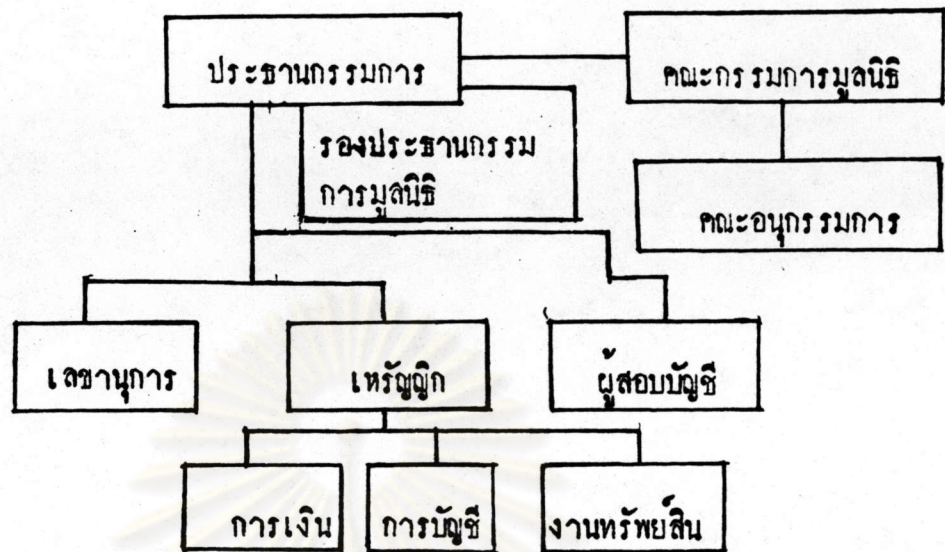 ประธานกรรมการ
คณะกรรมการมูลนิธิ
รองประธานกรรม
การมูลนิธิ
คณะอนุกรรมการ
เลขานุการ
เหรัญญิก
ผู้สอบบัญชี
การเงิน
การบัญชี
งานทรัพย์สิน